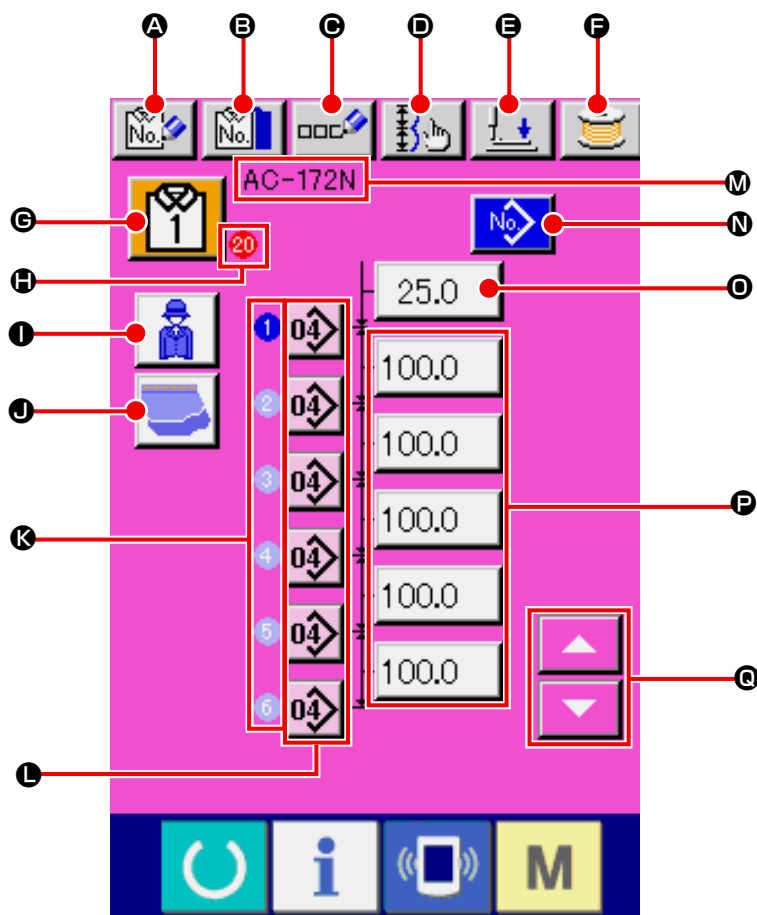 A B C D E F
No. No.
AC-172N M
G 1 No. N
20
H 25.0 O
I 1 04
100.0
J 2 04
100.0
3 04
100.0 P
K 4 04
100.0
5 04
100.0
Q
6 04
L
i M